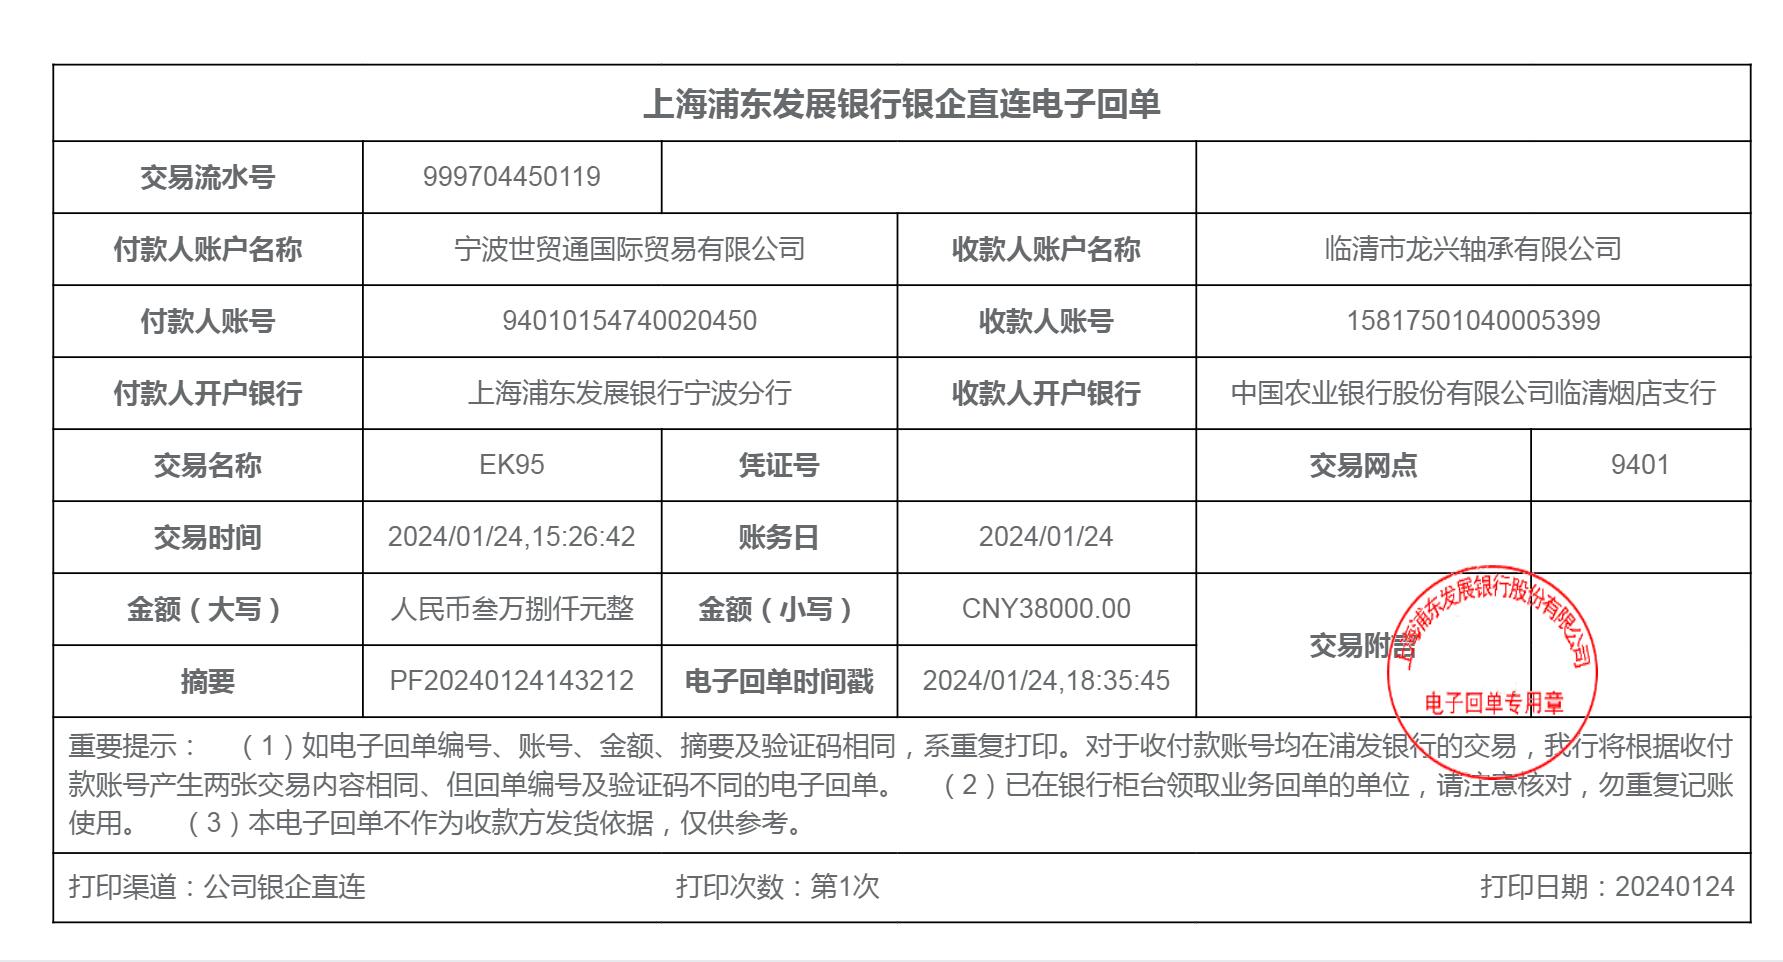 上海浦东发展银行银企直连电子回单
交易流水号 999704450119
付款人账户名称 宁波世贸通国际贸易有限公司 收款人账户名称 临清市龙兴轴承有限公司
付款人账号 94010154740020450 收款人账号 15817501040005399
付款人开户银行 上海浦东发展银行宁波分行 收款人开户银行 中国农业银行股份有限公司临清烟店支行
交易名称 EK95 凭证号 交易网点 9401
交易时间 2024/01/24,15:26:42 账务日 2024/01/24
金额（大写） 人民币叁万捌仟元整 金额（小写） CNY38000.00
交易附言
摘要 PF20240124143212 电子回单时间戳 2024/01/24,18:35:45
上海浦东发展银行股份有限公司
电子回单专用章
重要提示： （1）如电子回单编号、账号、金额、摘要及验证码相同，系重复打印。对于收付款账号均在浦发银行的交易，我行将根据收付
款账号产生两张交易内容相同、但回单编号及验证码不同的电子回单。 （2）已在银行柜台领取业务回单的单位，请注意核对，勿重复记账
使用。 （3）本电子回单不作为收款方发货依据，仅供参考。
打印渠道：公司银企直连 打印次数：第1次 打印日期：20240124